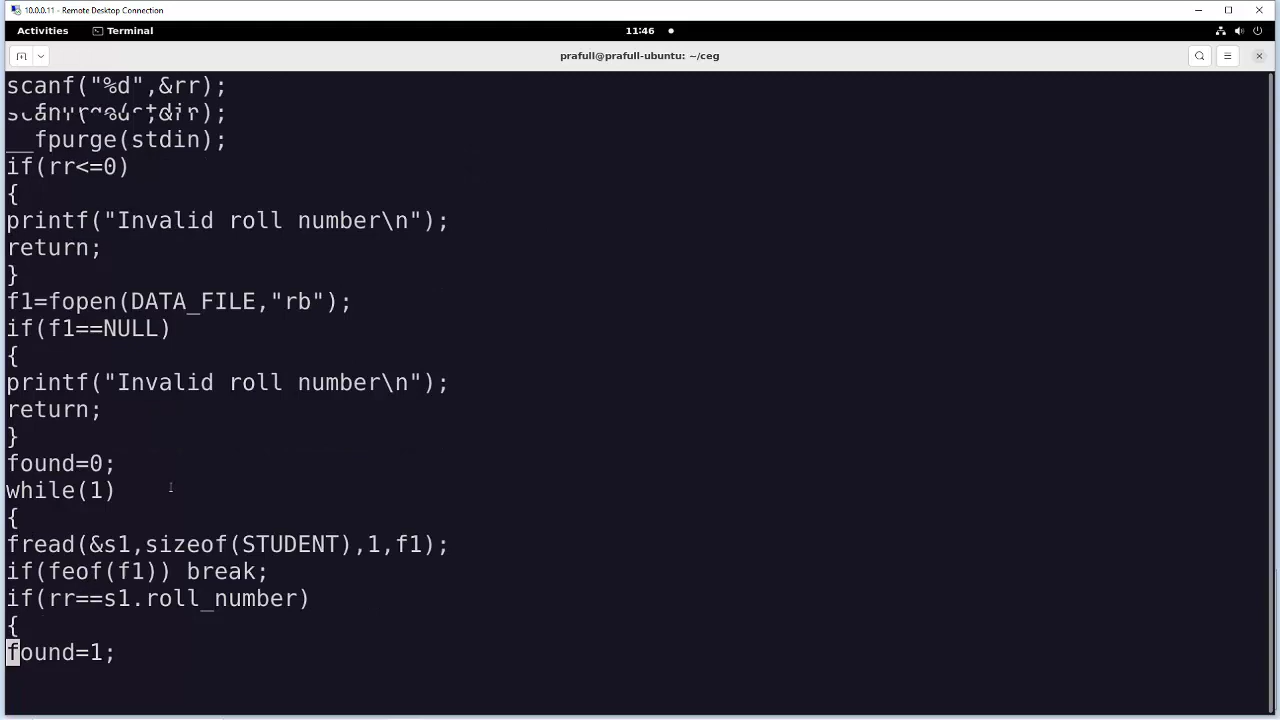 10.0.0.11 - Remote Desktop Connection
Activities
Terminal
11:46
prafull@prafull-ubuntu: ~/ceg
scanf("%d",&rr);
__fpurge(stdin);
if(rr<=0)
{
printf("Invalid roll number\n");
return;
}
f1=fopen(DATA_FILE,"rb");
if(f1==NULL)
{
printf("Invalid roll number\n");
return;
}
found=0;
while(1)
{
fread(&s1,sizeof(STUDENT),1,f1);
if(feof(f1)) break;
if(rr==s1.roll_number)
{
found=1;